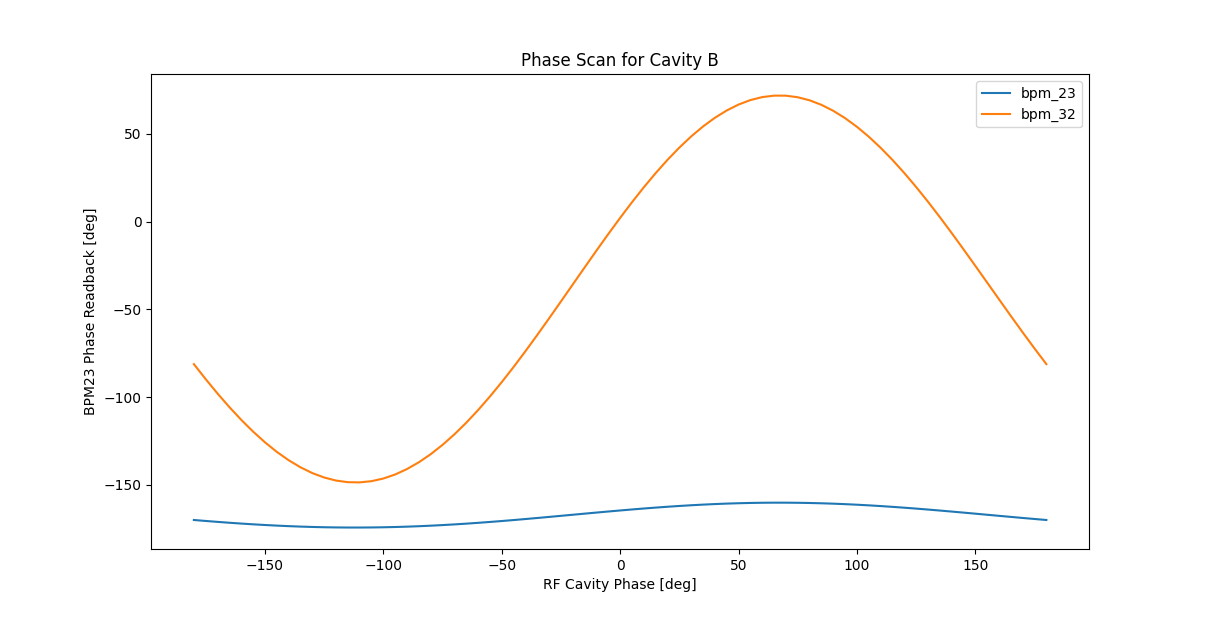 Phase Scan for Cavity B
bpm_23
bpm_32
BPM23 Phase Readback [deg]
50
0
−50
−100
−150
−150
−100
−50
0
50
100
150
RF Cavity Phase [deg]